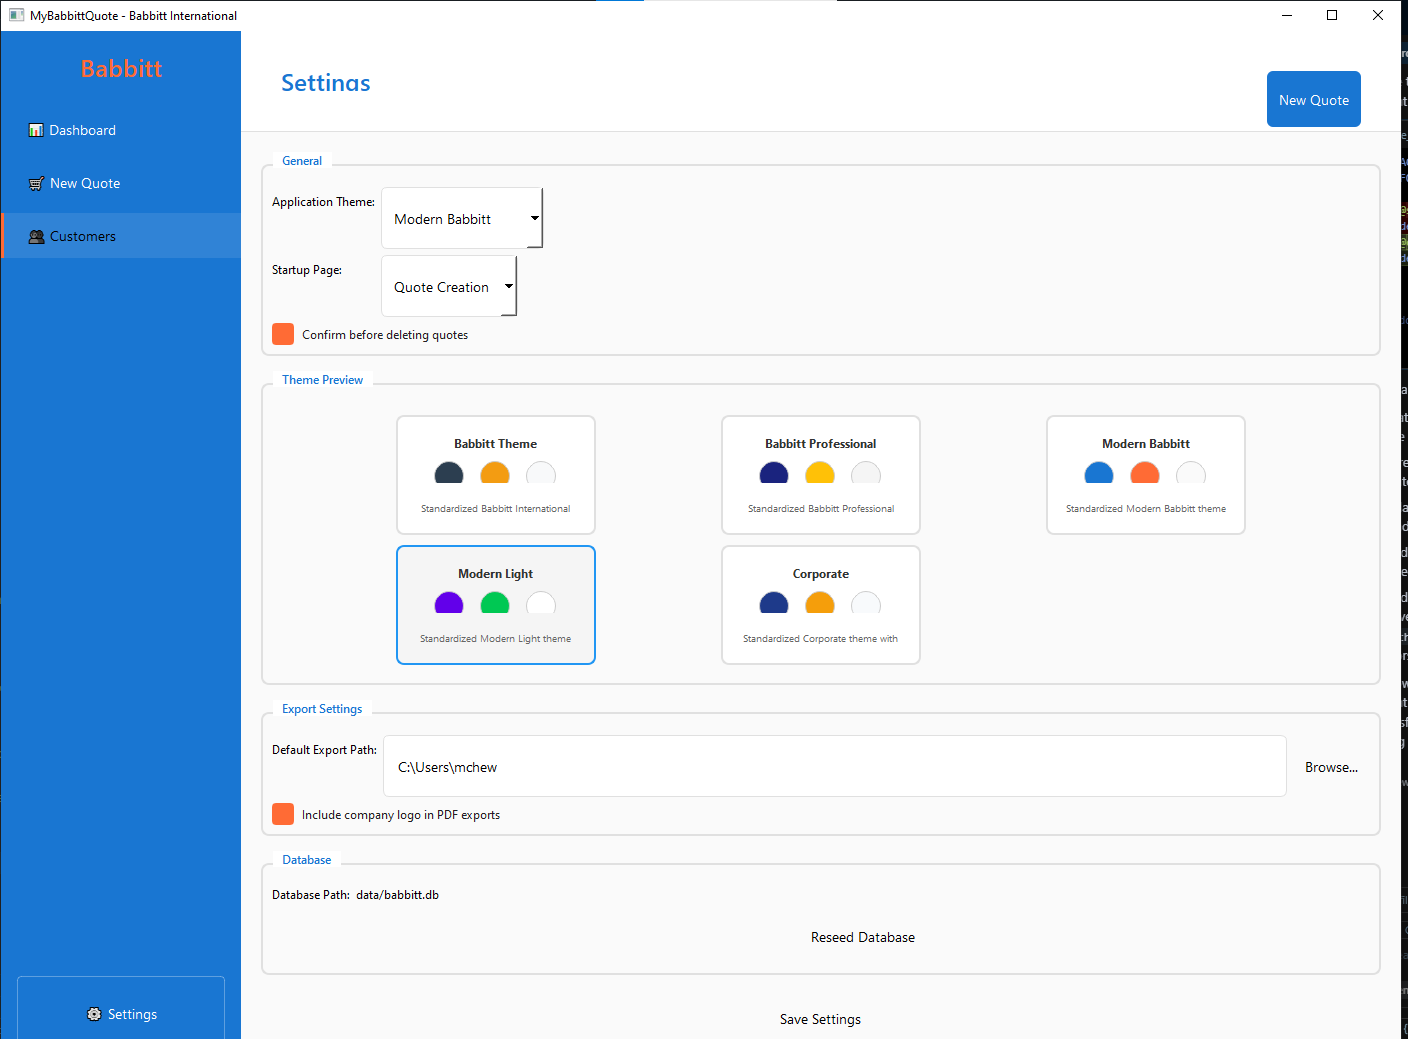 MyBabbittQuote - Babbitt International
Babbitt
Dashboard
New Quote
Customers
Settings
Settings
New Quote
General
Application Theme:
Modern Babbitt
Startup Page:
Quote Creation
Confirm before deleting quotes
Theme Preview
Babbitt Theme
Standardized Babbitt International
Babbitt Professional
Standardized Babbitt Professional
Modern Babbitt
Standardized Modern Babbitt theme
Modern Light
Standardized Modern Light theme
Corporate
Standardized Corporate theme with
Export Settings
Default Export Path:
C:\Users\mchew
Browse...
Include company logo in PDF exports
Database
Database Path: data/babbitt.db
Reseed Database
Save Settings